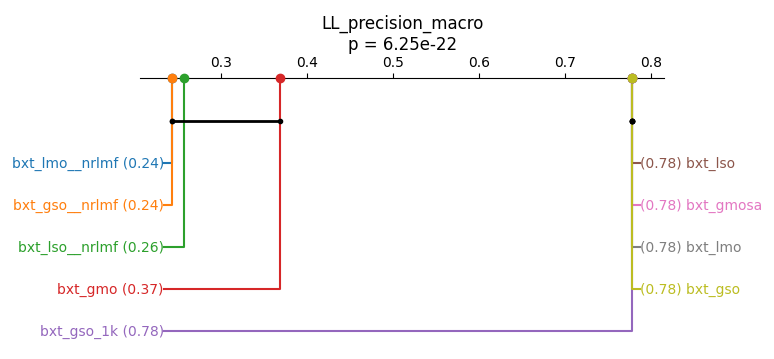 LL_precision_macro
p = 6.25e-22
0.3 0.4 0.5 0.6 0.7 0.8
bxt_lmo__nrlmf (0.24) (0.78) bxt_lso
bxt_gso__nrlmf (0.24) (0.78) bxt_gmosa
bxt_lso__nrlmf (0.26) (0.78) bxt_lmo
bxt_gmo (0.37) (0.78) bxt_gso
bxt_gso_1k (0.78)